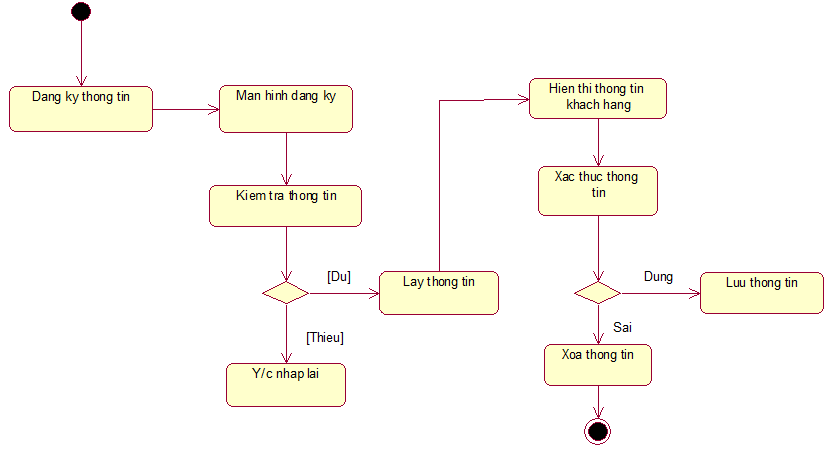 Dang ky thong tin
Man hinh dang ky
Kiem tra thong tin
[Du]
Lay thong tin
[Thieu]
Y/c nhap lai
Hien thi thong tin
khach hang
Xac thuc thong
tin
Dung
Luu thong tin
Sai
Xoa thong tin